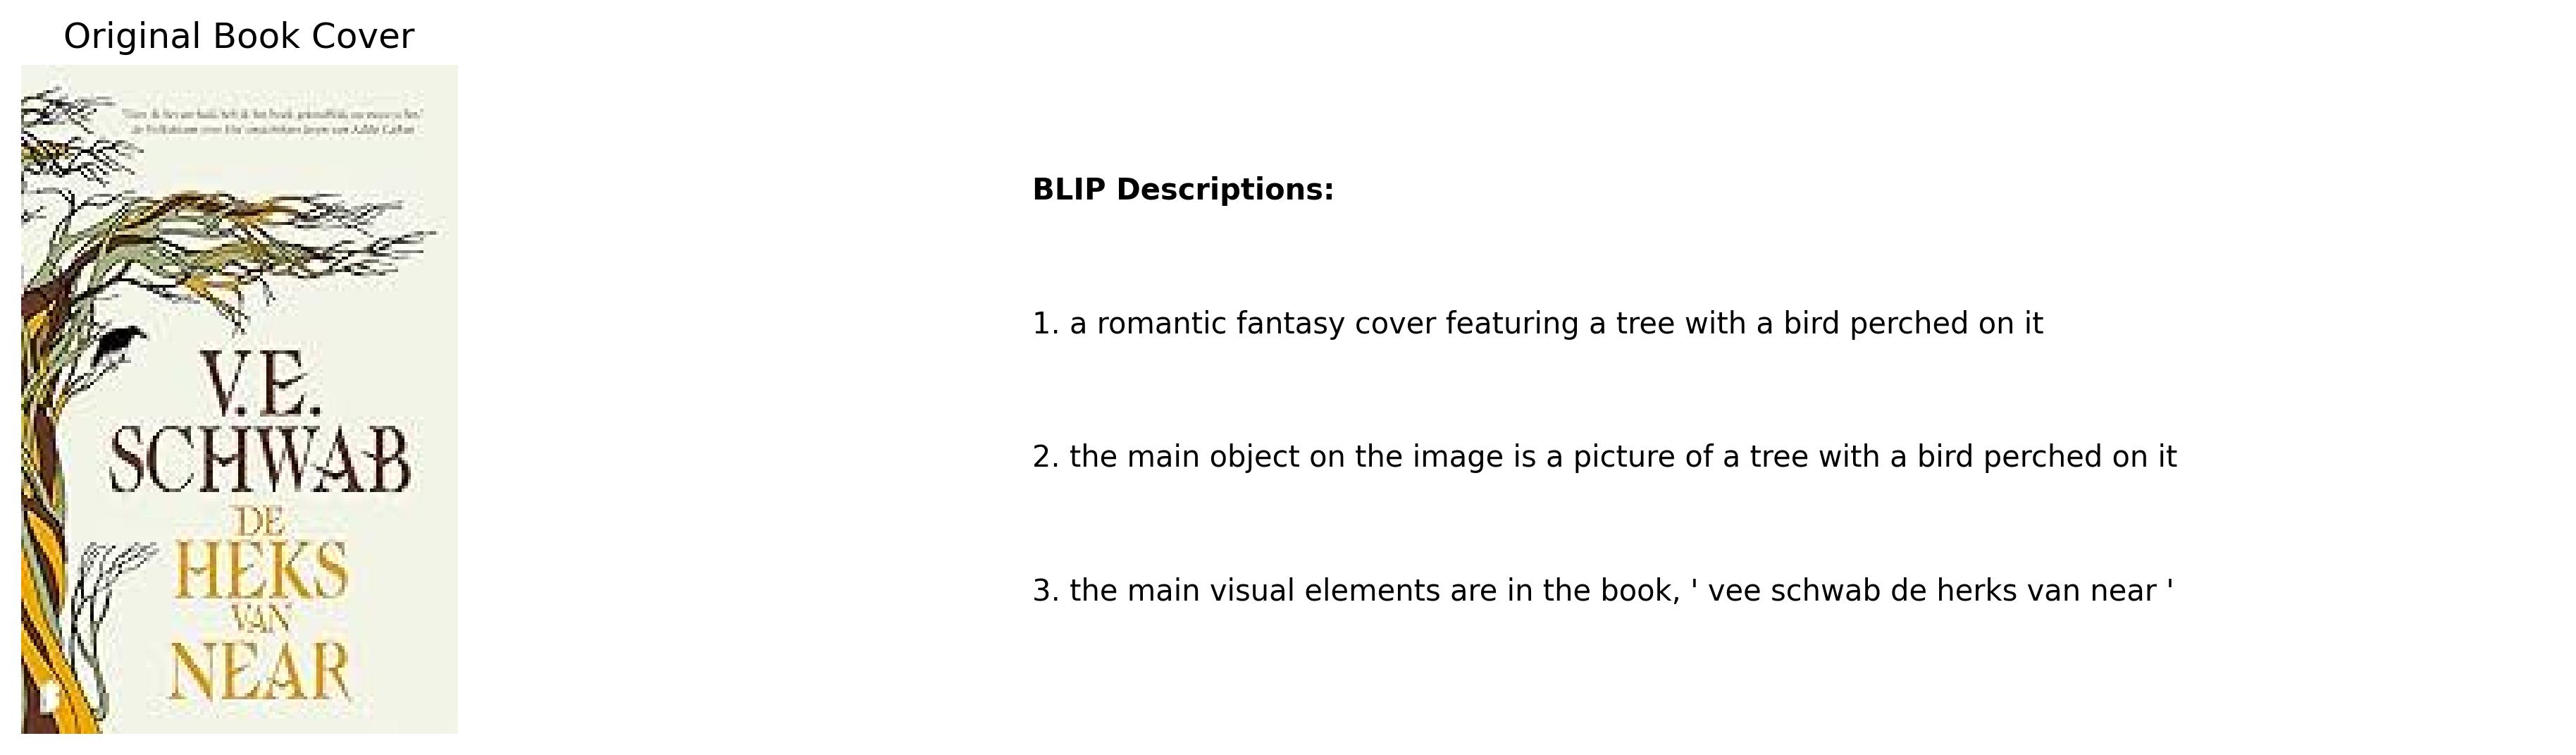 Original Book Cover
V.E.
SCHWAB
DE
HEKS
VAN
NEAR
BLIP Descriptions:
1. a romantic fantasy cover featuring a tree with a bird perched on it
2. the main object on the image is a picture of a tree with a bird perched on it
3. the main visual elements are in the book, ' vee schwab de herks van near '